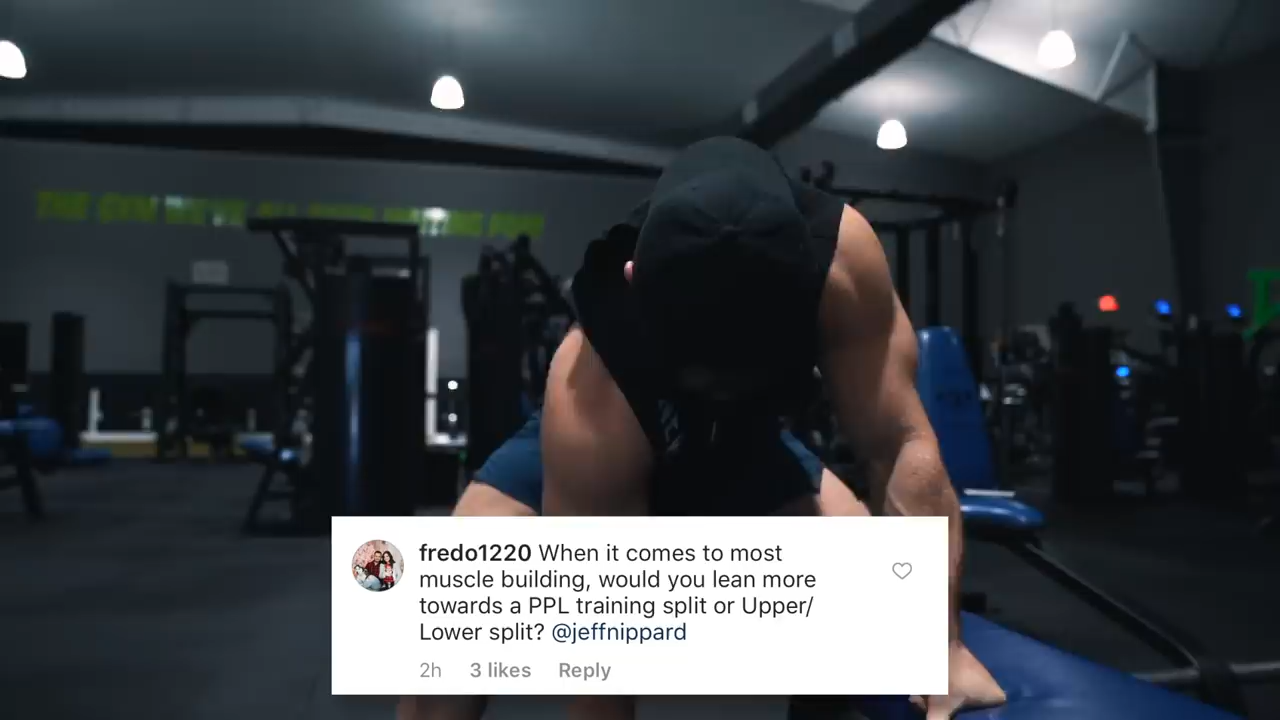 fredo1220 When it comes to most
muscle building, would you lean more
towards a PPL training split or Upper/
Lower split? @jeffnippard
2h 3 likes Reply